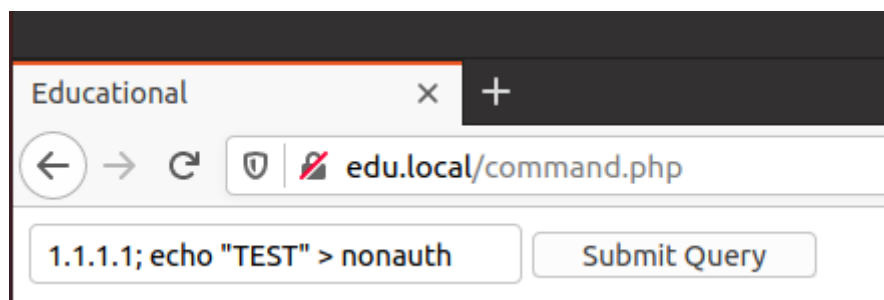 Educational
edu.local/command.php
1.1.1.1; echo "TEST" > nonauth Submit Query